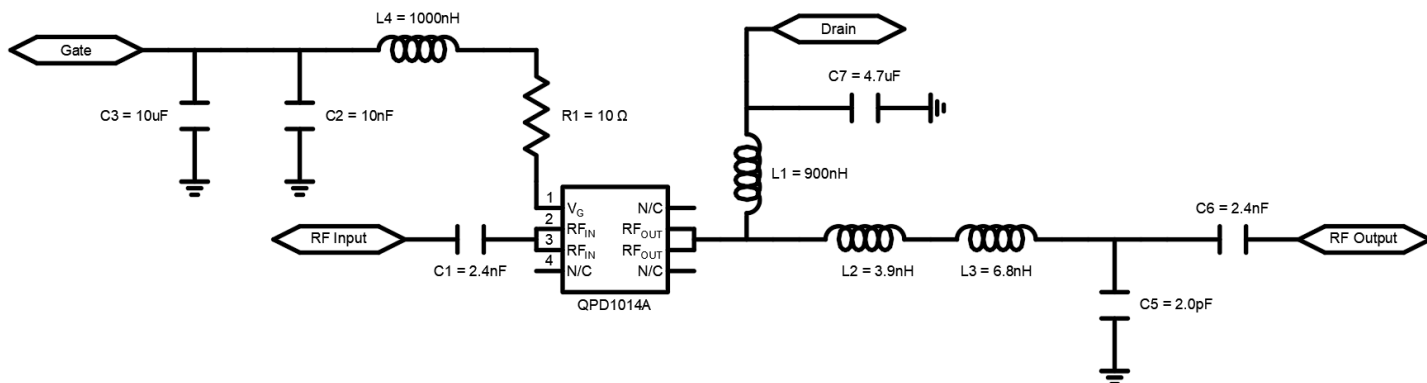 L4 = 1000nH
Gate
Drain
C7 = 4.7uF
C3 = 10uF
C2 = 10nF
R1 = 10 Ω
L1 = 900nH
1
VG
N/C
2
RFIN
RFOUT
3
RFIN
RFOUT
4
N/C
N/C
RF Input
C1 = 2.4nF
QPD1014A
L2 = 3.9nH
L3 = 6.8nH
C6 = 2.4nF
RF Output
C5 = 2.0pF